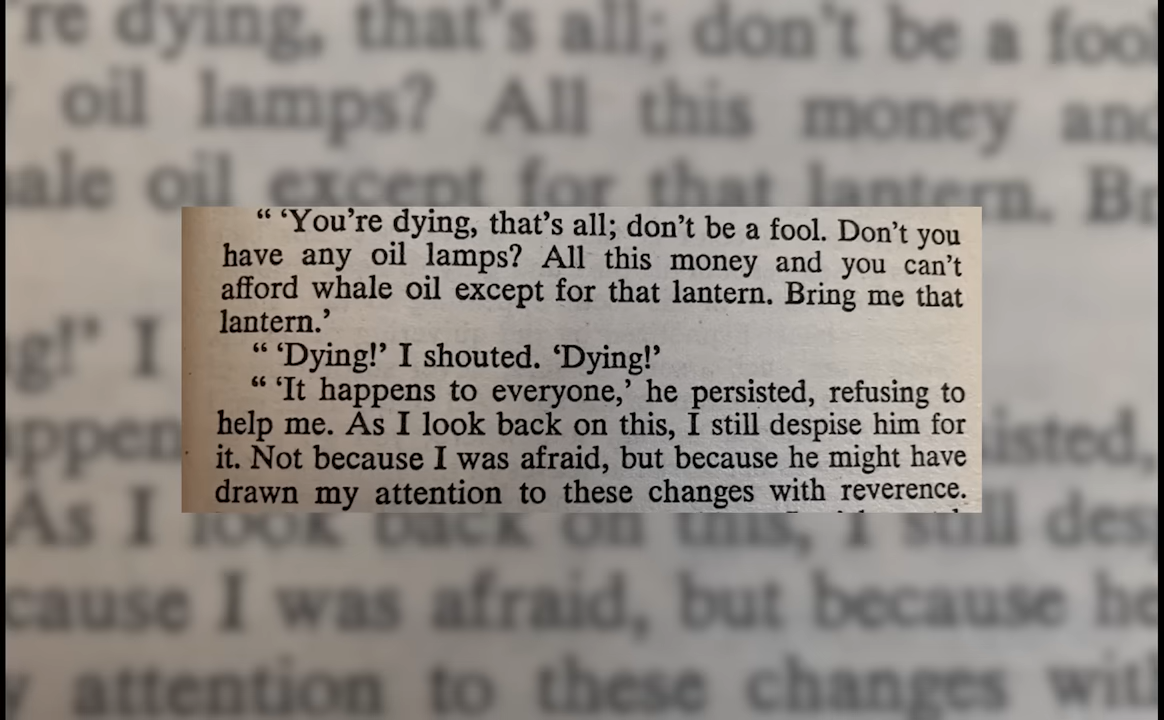 “ ‘You’re dying, that’s all; don’t be a fool. Don’t you
have any oil lamps? All this money and you can’t
afford whale oil except for that lantern. Bring me that
lantern.’
“ ‘Dying!’ I shouted. ‘Dying!’
“ ‘It happens to everyone,’ he persisted, refusing to
help me. As I look back on this, I still despise him for
it. Not because I was afraid, but because he might have
drawn my attention to these changes with reverence.